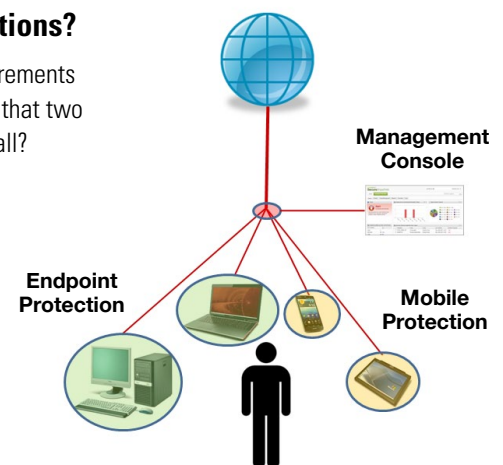 tions?
rements
that two
all?
Management
Console
Endpoint
Protection
Mobile
Protection